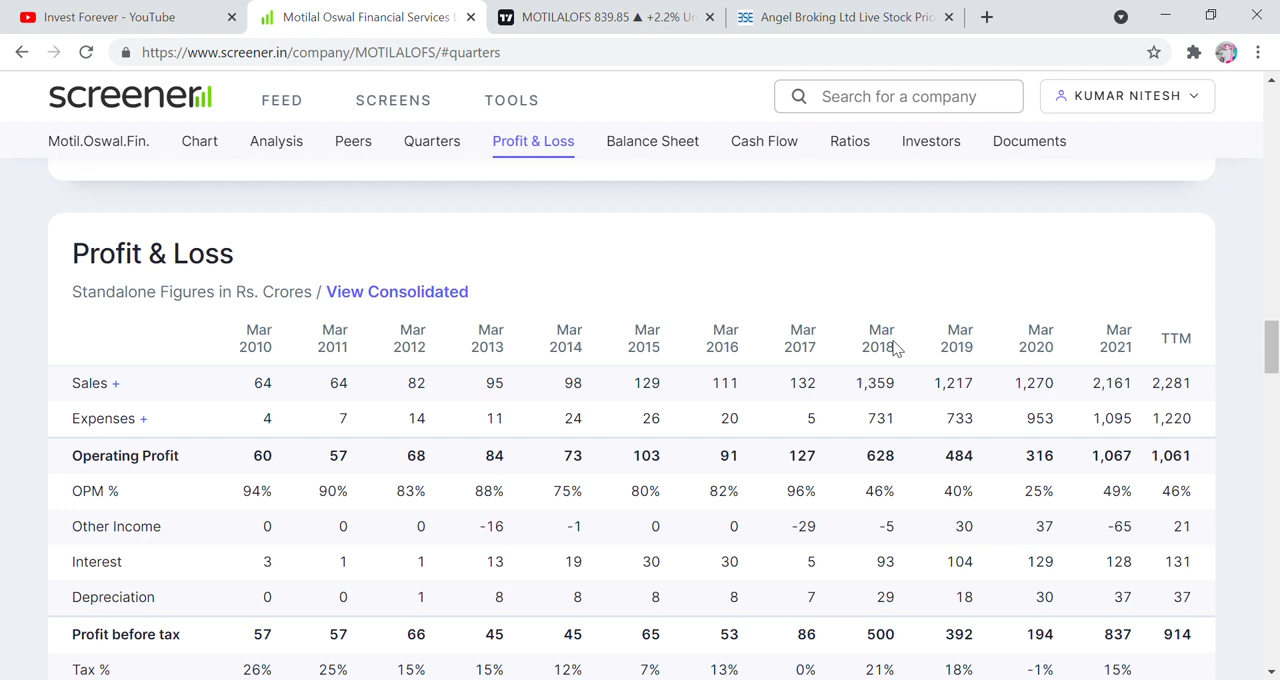 Invest Forever - YouTube
Motilal Oswal Financial Services L
MOTILALOFS 839.85 ▲ +2.2% Un
BSE Angel Broking Ltd Live Stock Pric
https://www.screener.in/company/MOTILALOFS/#quarters
screener
FEED
SCREENS
TOOLS
Search for a company
KUMAR NITESH
Motil.Oswal.Fin.
Chart
Analysis
Peers
Quarters
Profit & Loss
Balance Sheet
Cash Flow
Ratios
Investors
Documents
Profit & Loss
Standalone Figures in Rs. Crores / View Consolidated
Mar 2010 Mar 2011 Mar 2012 Mar 2013 Mar 2014 Mar 2015 Mar 2016 Mar 2017 Mar 2018 Mar 2019 Mar 2020 Mar 2021 TTM
Sales + 64 64 82 95 98 129 111 132 1,359 1,217 1,270 2,161 2,281
Expenses + 4 7 14 11 24 26 20 5 731 733 953 1,095 1,220
Operating Profit 60 57 68 84 73 103 91 127 628 484 316 1,067 1,061
OPM % 94% 90% 83% 88% 75% 80% 82% 96% 46% 40% 25% 49% 46%
Other Income 0 0 0 -16 -1 0 0 -29 -5 30 37 -65 21
Interest 3 1 1 13 19 30 30 5 93 104 129 128 131
Depreciation 0 0 1 8 8 8 8 7 29 18 30 37 37
Profit before tax 57 57 66 45 45 65 53 86 500 392 194 837 914
Tax % 26% 25% 15% 15% 12% 7% 13% 0% 21% 18% -1% 15%